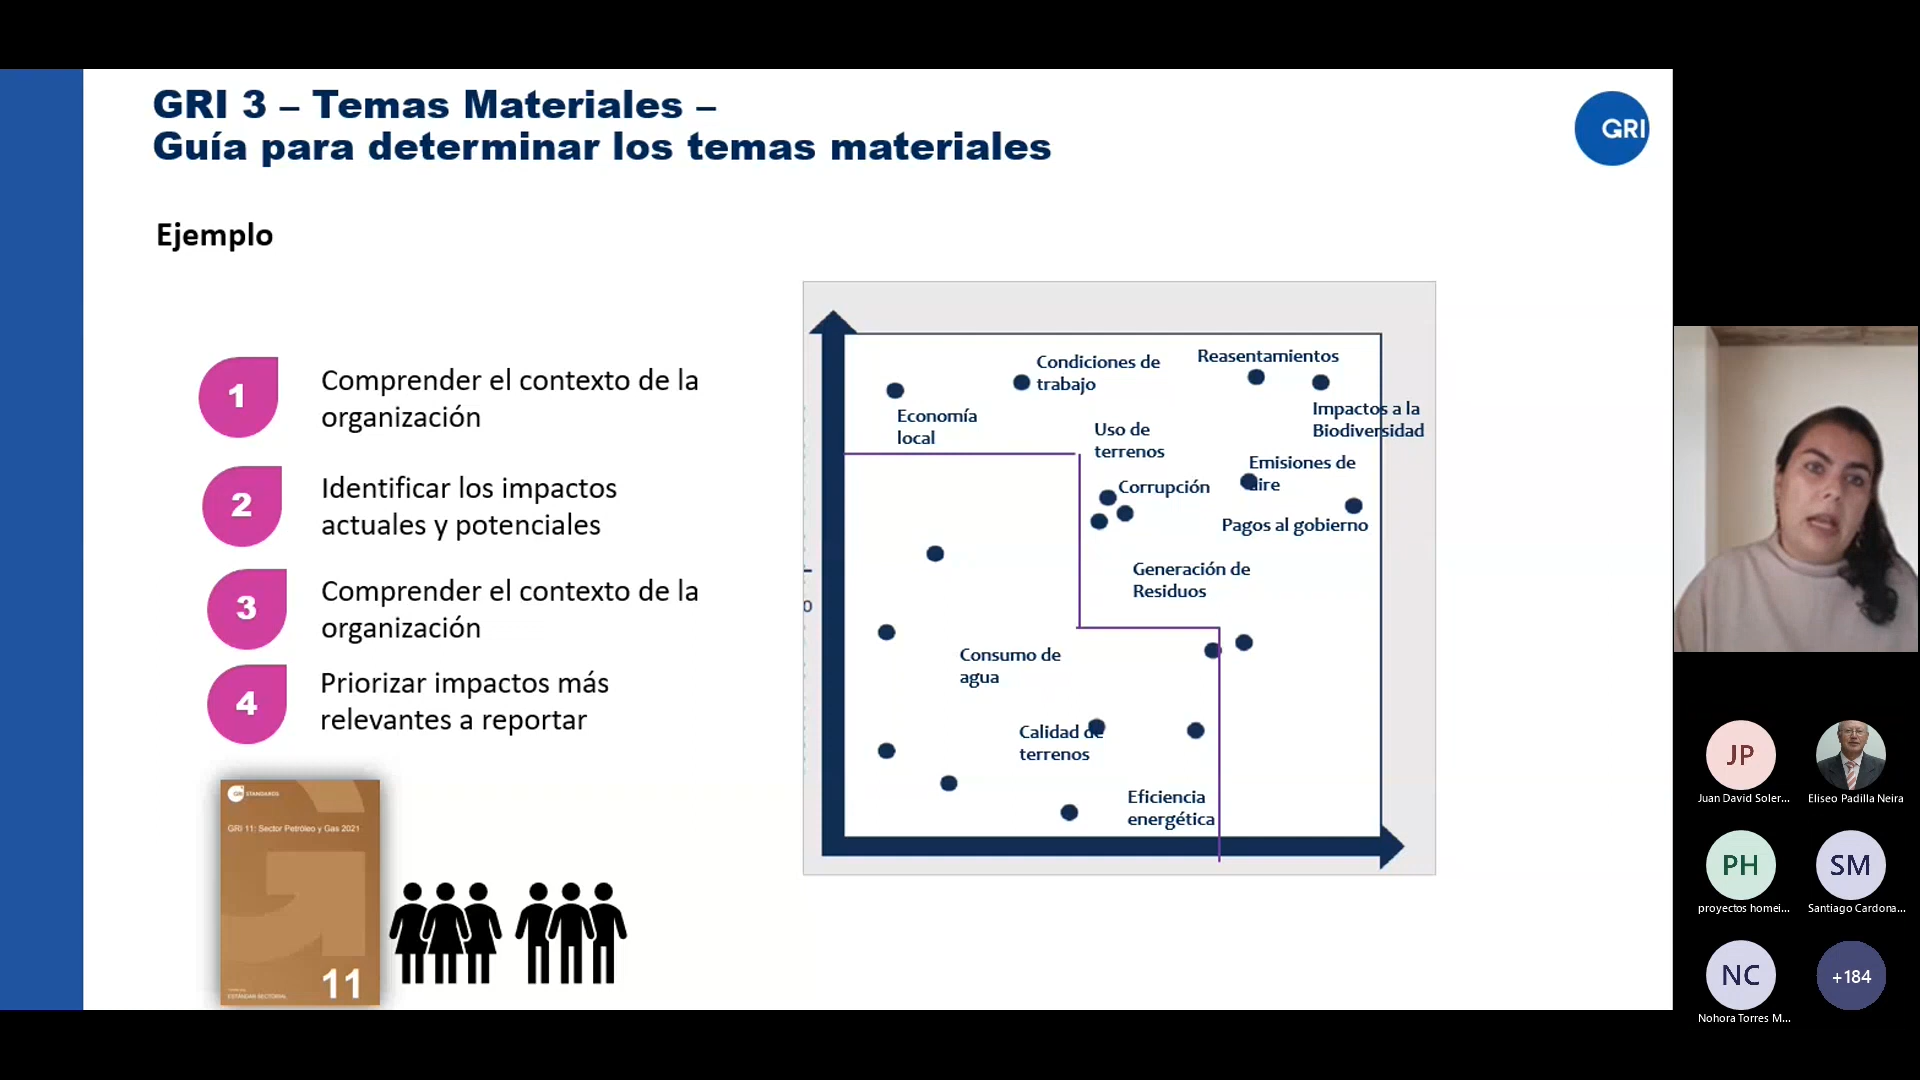 GRI 3 – Temas Materiales –
Guía para determinar los temas materiales
GRI
Ejemplo
1
Comprender el contexto de la
organización
2
Identificar los impactos
actuales y potenciales
3
Comprender el contexto de la
organización
4
Priorizar impactos más
relevantes a reportar
GRI STANDARDS
GRI 11: Sector Petróleo y Gas 2021
11
ESTÁNDAR SECTORIAL
Condiciones de
trabajo
Reasentamientos
Economía
local
Impactos a la
Biodiversidad
Uso de
terrenos
Emisiones de
aire
Corrupción
Pagos al gobierno
Generación de
Residuos
Consumo de
agua
Calidad de
terrenos
Eficiencia
energética
JP
Juan David Soler...
Eliseo Padilla Neira
PH
proyectos homei...
SM
Santiago Cardona...
NC
Nohora Torres M...
+184